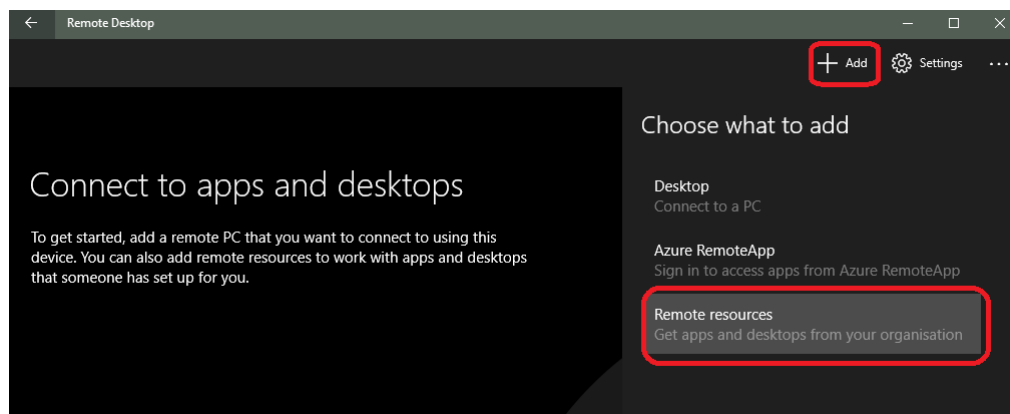 Remote Desktop
Add
Settings
Connect to apps and desktops
To get started, add a remote PC that you want to connect to using this
device. You can also add remote resources to work with apps and desktops
that someone has set up for you.
Choose what to add
Desktop
Connect to a PC
Azure RemoteApp
Sign in to access apps from Azure RemoteApp
Remote resources
Get apps and desktops from your organisation